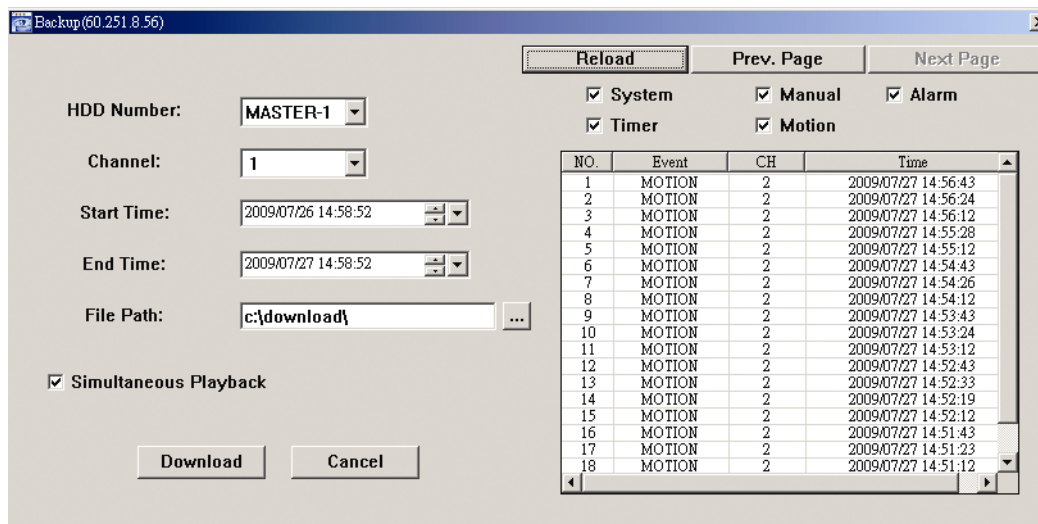 Backup(60.251.8.56)
Reload Prev. Page Next Page
System Manual Alarm
Timer Motion
HDD Number: MASTER-1
Channel: 1
Start Time: 2009/07/26 14:58:52
End Time: 2009/07/27 14:58:52
File Path: c:\download\ ...
Simultaneous Playback
Download Cancel
NO. Event CH Time
1 MOTION 2 2009/07/27 14:56:43
2 MOTION 2 2009/07/27 14:56:24
3 MOTION 2 2009/07/27 14:56:12
4 MOTION 2 2009/07/27 14:55:28
5 MOTION 2 2009/07/27 14:55:12
6 MOTION 2 2009/07/27 14:54:43
7 MOTION 2 2009/07/27 14:54:26
8 MOTION 2 2009/07/27 14:54:12
9 MOTION 2 2009/07/27 14:53:43
10 MOTION 2 2009/07/27 14:53:24
11 MOTION 2 2009/07/27 14:53:12
12 MOTION 2 2009/07/27 14:52:43
13 MOTION 2 2009/07/27 14:52:33
14 MOTION 2 2009/07/27 14:52:19
15 MOTION 2 2009/07/27 14:52:12
16 MOTION 2 2009/07/27 14:51:43
17 MOTION 2 2009/07/27 14:51:23
18 MOTION 2 2009/07/27 14:51:12